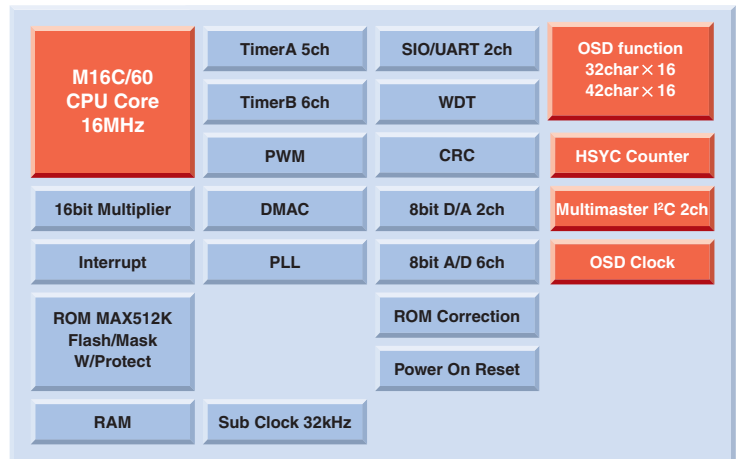 M16C/60
CPU Core
16MHz
16bit Multiplier
Interrupt
ROM MAX512K
Flash/Mask
W/Protect
RAM
TimerA 5ch
TimerB 6ch
PWM
DMAC
PLL
Sub Clock 32kHz
SIO/UART 2ch
WDT
CRC
8bit D/A 2ch
8bit A/D 6ch
ROM Correction
Power On Reset
OSD function
32char × 16
42char × 16
HSYC Counter
Multimaster I²C 2ch
OSD Clock